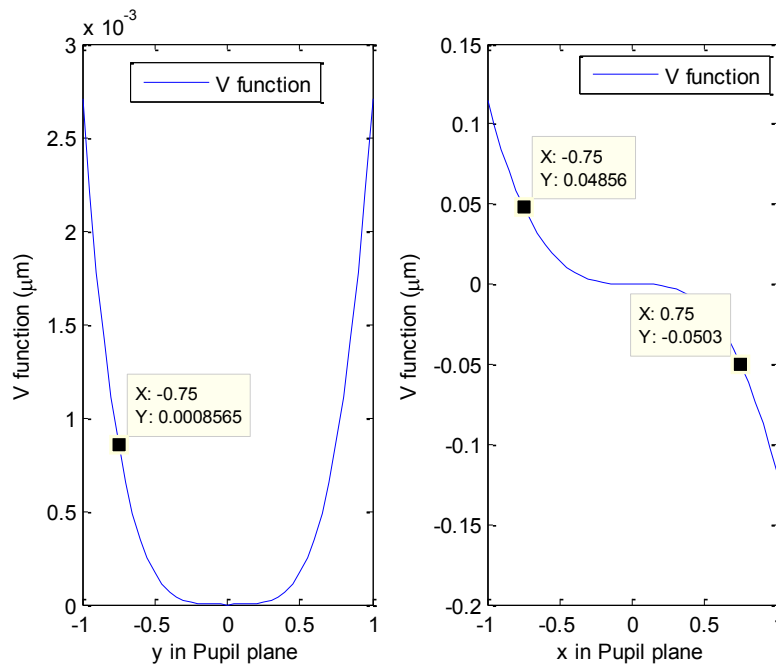 x 10^-3
V function
3
2.5
2
1.5
1
0.5
0
V function (μm)
X: -0.75
Y: 0.0008565
-1
-0.5
0
0.5
1
y in Pupil plane
V function
0.15
0.1
0.05
0
-0.05
-0.1
-0.15
-0.2
V function (μm)
X: -0.75
Y: 0.04856
X: 0.75
Y: -0.0503
-1
-0.5
0
0.5
1
x in Pupil plane